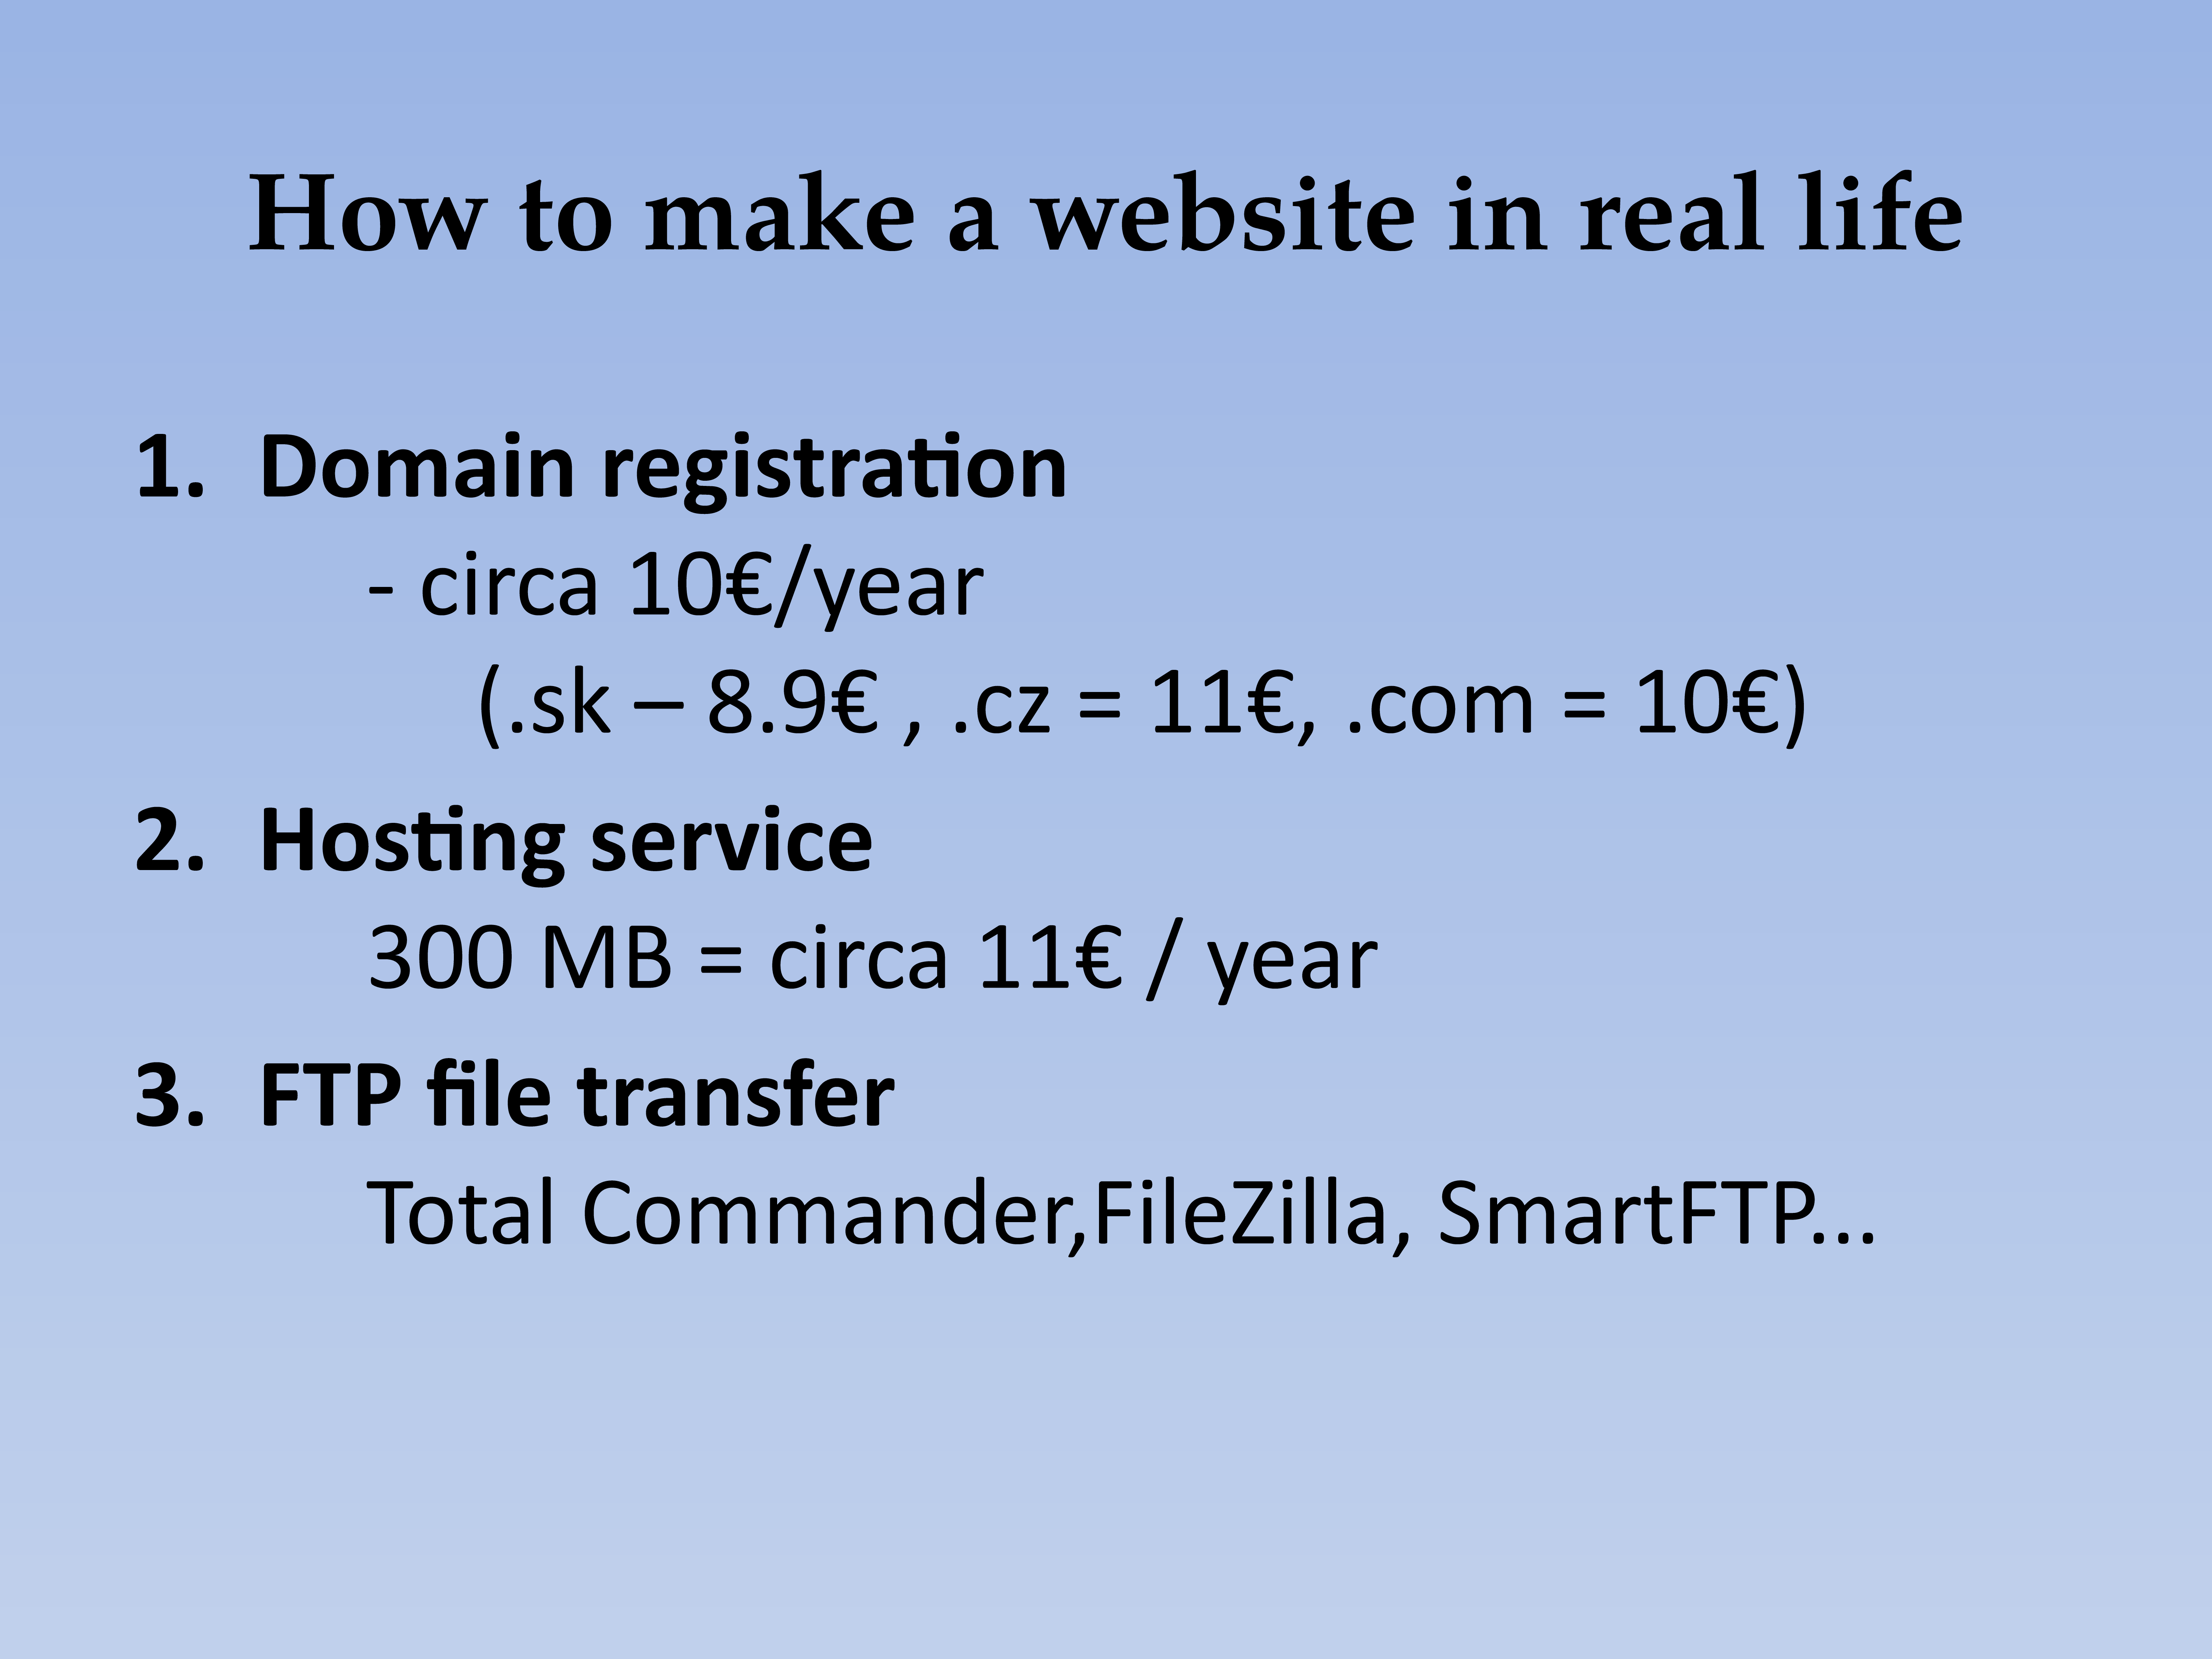 How to make a website in real life
1. Domain registration
- circa 10€/year
(.sk – 8.9€ , .cz = 11€, .com = 10€)
2. Hosting service
300 MB = circa 11€ / year
3. FTP file transfer
Total Commander,FileZilla, SmartFTP...